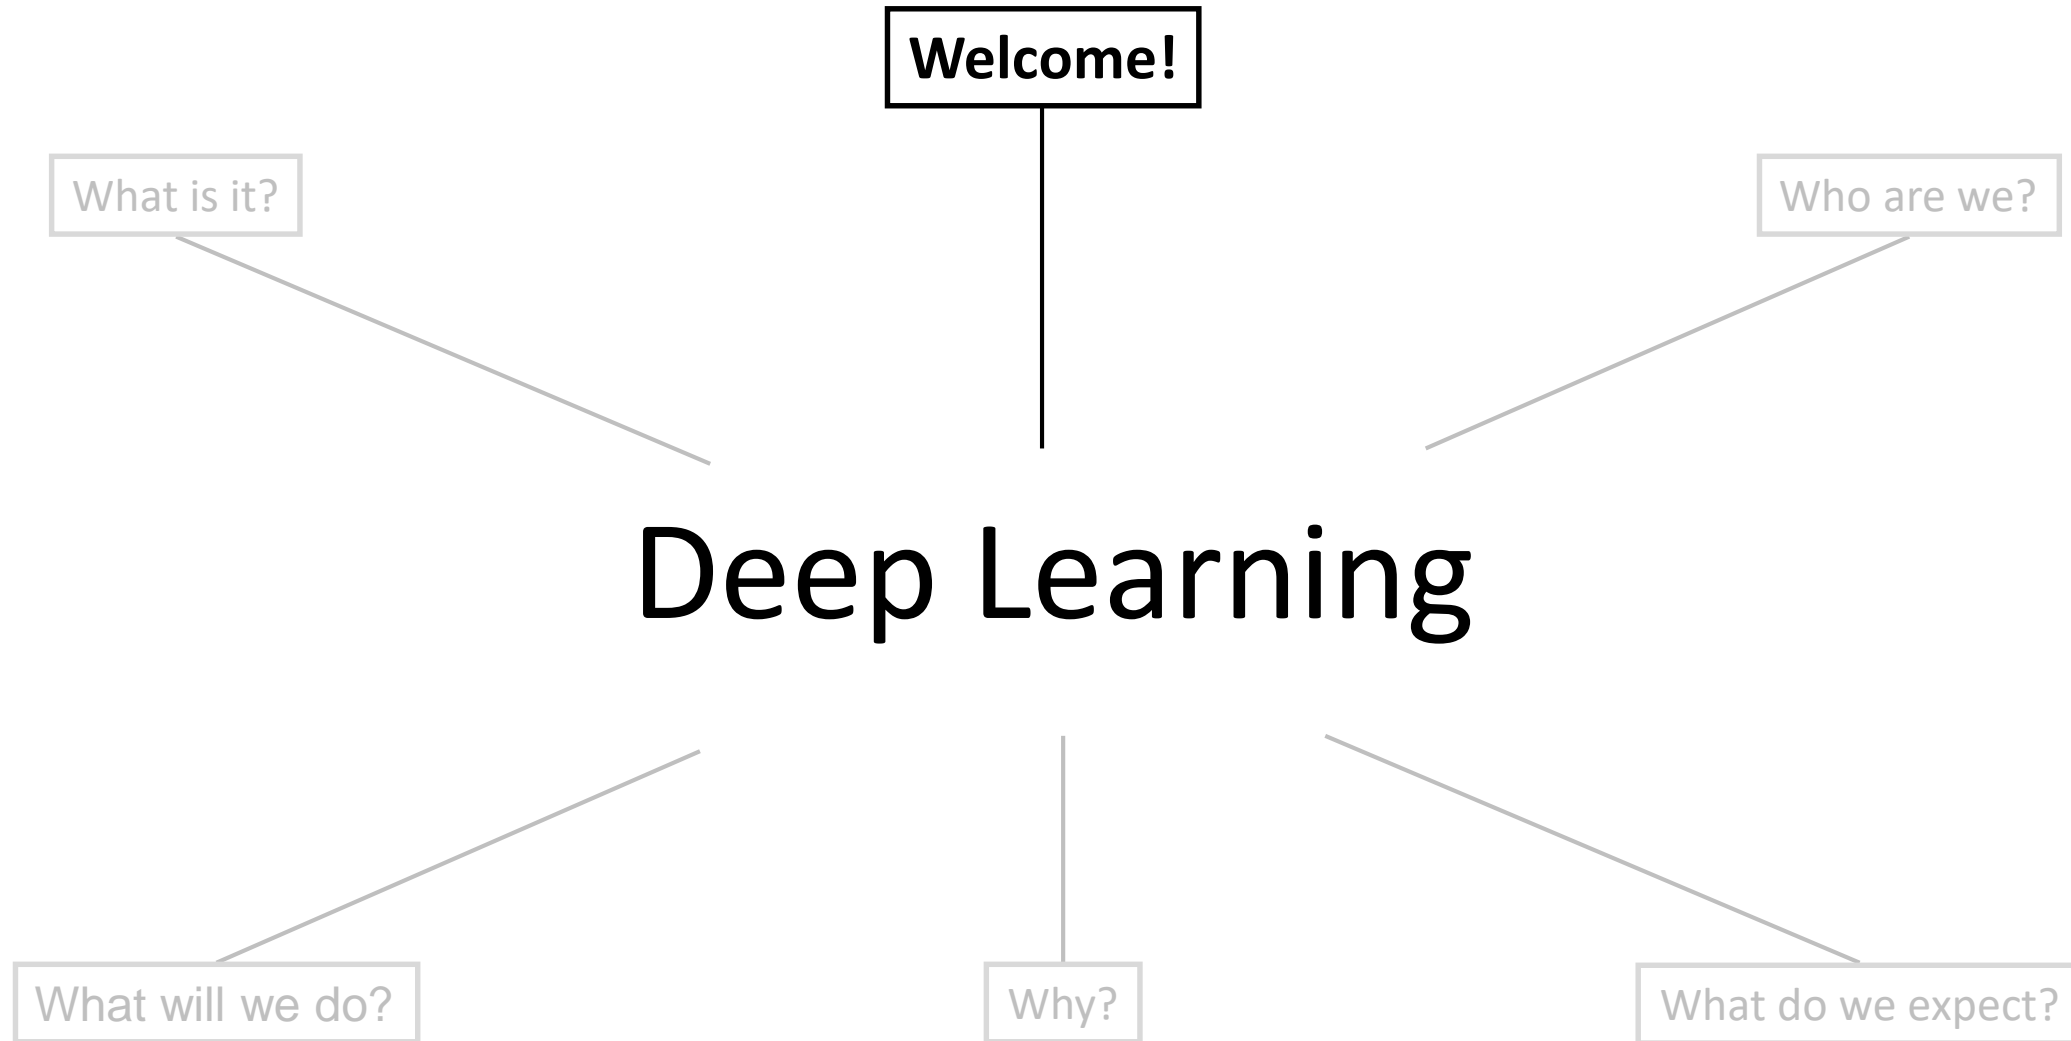 Welcome!
What is it?
Who are we?
Deep Learning
What will we do?
Why?
What do we expect?